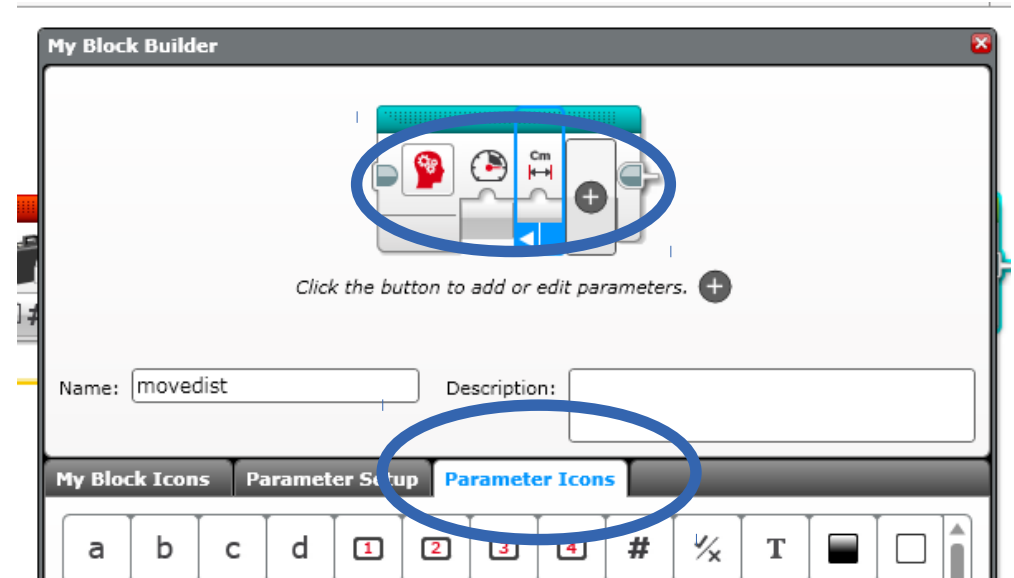 My Block Builder
Cm
Click the button to add or edit parameters.
#
Name: movedist Description:
My Block Icons Parameter Setup Parameter Icons
a b c d 1 2 3 4 # T